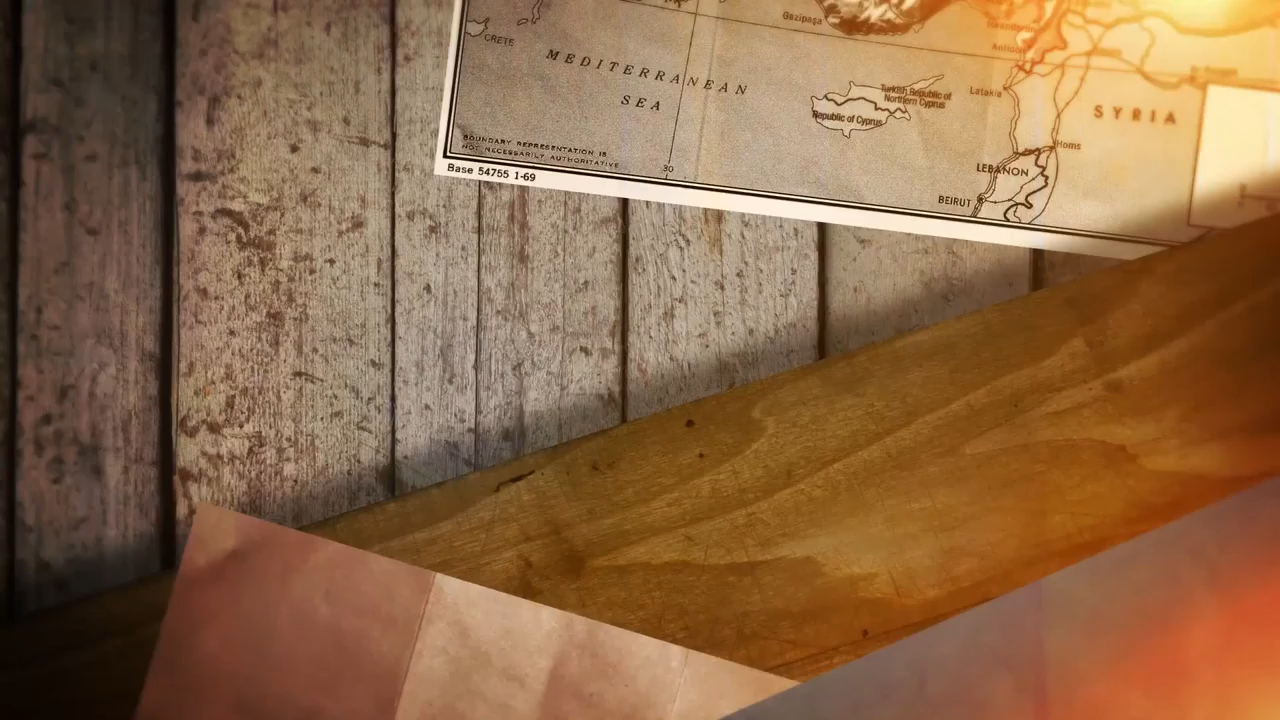 Gazipaşa
CRETE
MEDITERRANEAN
SEA
Turkish Republic of
Northern Cyprus
Republic of Cyprus
Latakia
SYRIA
Homs
LEBANON
BEIRUT
BOUNDARY REPRESENTATION IS
NOT NECESSARILY AUTHORITATIVE
30
Base 54755 1-69